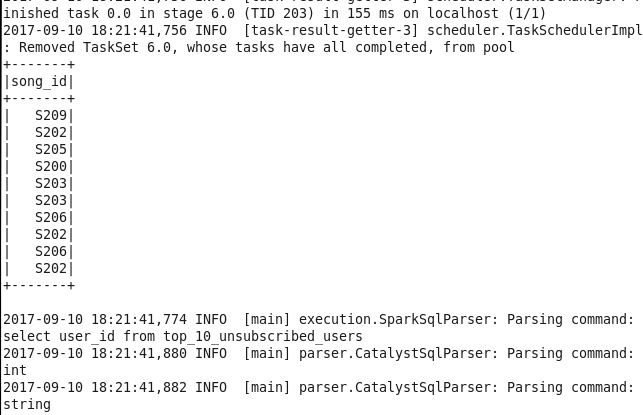 inished task 0.0 in stage 6.0 (TID 203) in 155 ms on localhost (1/1)
2017-09-10 18:21:41,756 INFO  [task-result-getter-3] scheduler.TaskSchedulerImpl
: Removed TaskSet 6.0, whose tasks have all completed, from pool
+-------+
|song_id|
+-------+
|   S209|
|   S202|
|   S205|
|   S200|
|   S203|
|   S203|
|   S206|
|   S202|
|   S206|
|   S202|
+-------+
2017-09-10 18:21:41,774 INFO  [main] execution.SparkSqlParser: Parsing command:
select user_id from top_10_unsubscribed_users
2017-09-10 18:21:41,880 INFO  [main] parser.CatalystSqlParser: Parsing command:
int
2017-09-10 18:21:41,882 INFO  [main] parser.CatalystSqlParser: Parsing command:
string